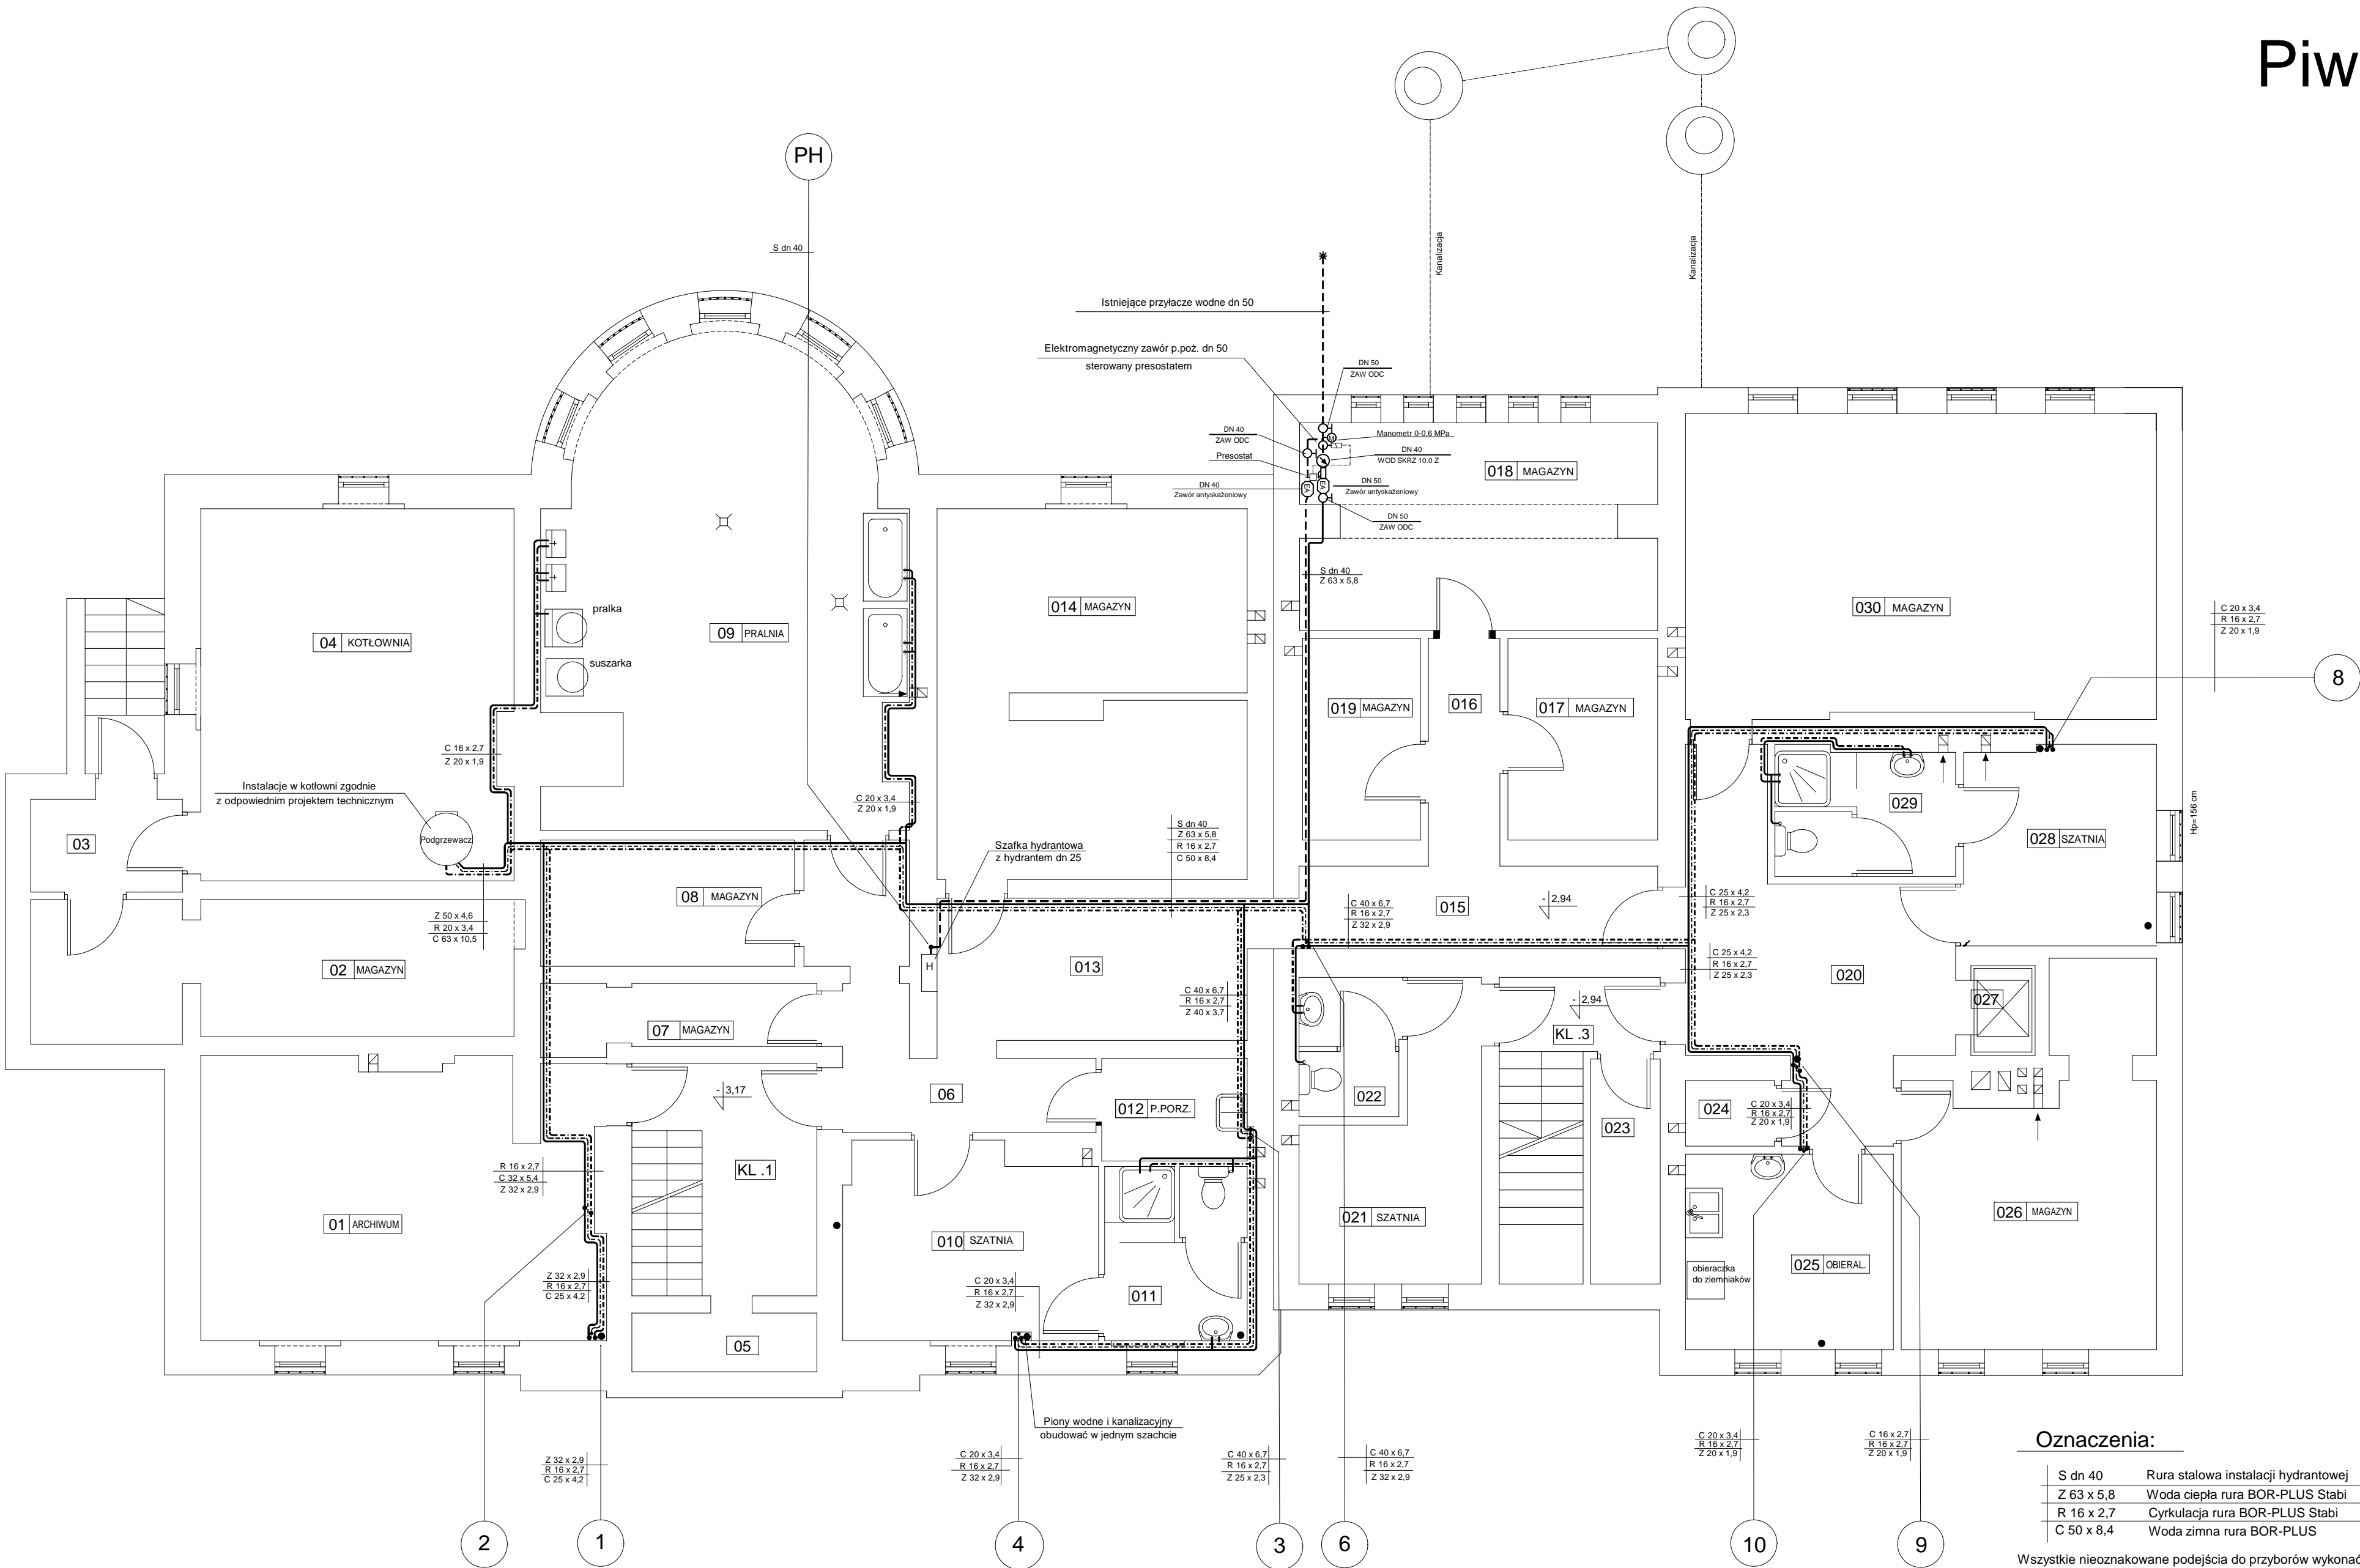 Piw
PH
S dn 40
Kanalizacja
Kanalizacja
Istniejące przyłacze wodne dn 50
Elektromagnetyczny zawór p.poż. dn 50
sterowany presostatem
DN 50
ZAW ODC
DN 40
ZAW ODC
M
Manometr 0-0,6 MPa
Presostat
DN 40
WOD SKRZ 10.0 Z
018 MAGAZYN
DN 40
Zawór antyskażeniowy
EA
EA
DN 50
Zawór antyskażeniowy
DN 50
ZAW ODC
S dn 40
Z 63 x 5,8
pralka
014 MAGAZYN
030 MAGAZYN
C 20 x 3,4
R 16 x 2,7
Z 20 x 1,9
04 KOTŁOWNIA
09 PRALNIA
suszarka
8
019 MAGAZYN
016
017 MAGAZYN
C 16 x 2,7
Z 20 x 1,9
Instalacje w kotłowni zgodnie
z odpowiednim projektem technicznym
C 20 x 3,4
Z 20 x 1,9
029
Hp=156 cm
S dn 40
Z 63 x 5,8
R 16 x 2,7
C 50 x 8,4
03
Podgrzewacz
Szafka hydrantowa
z hydrantem dn 25
028 SZATNIA
08 MAGAZYN
Z 50 x 4,6
R 20 x 3,4
C 63 x 10,5
C 40 x 6,7
R 16 x 2,7
Z 32 x 2,9
015
- 2,94
C 25 x 4,2
R 16 x 2,7
Z 25 x 2,3
02 MAGAZYN
H
013
C 25 x 4,2
R 16 x 2,7
Z 25 x 2,3
020
C 40 x 6,7
R 16 x 2,7
Z 40 x 3,7
- 2,94
027
07 MAGAZYN
KL .3
- 3,17
06
012 P.PORZ.
022
023
024
C 20 x 3,4
R 16 x 2,7
Z 20 x 1,9
R 16 x 2,7
C 32 x 5,4
Z 32 x 2,9
KL .1
01 ARCHIWUM
010 SZATNIA
021 SZATNIA
026 MAGAZYN
Z 32 x 2,9
R 16 x 2,7
C 25 x 4,2
C 20 x 3,4
R 16 x 2,7
Z 32 x 2,9
011
obieraczka
do ziemniaków
025 OBIERAL.
05
Piony wodne i kanalizacyjny
obudować w jednym szachcie
Z 32 x 2,9
R 16 x 2,7
C 25 x 4,2
C 20 x 3,4
R 16 x 2,7
Z 32 x 2,9
C 40 x 6,7
R 16 x 2,7
Z 25 x 2,3
C 40 x 6,7
R 16 x 2,7
Z 32 x 2,9
C 20 x 3,4
R 16 x 2,7
Z 20 x 1,9
C 16 x 2,7
R 16 x 2,7
Z 20 x 1,9
Oznaczenia:
S dn 40 Rura stalowa instalacji hydrantowej
Z 63 x 5,8 Woda ciepła rura BOR-PLUS Stabi
R 16 x 2,7 Cyrkulacja rura BOR-PLUS Stabi
C 50 x 8,4 Woda zimna rura BOR-PLUS
2
1
4
3
6
10
9
Wszystkie nieoznakowane podejścia do przyborów wykonać